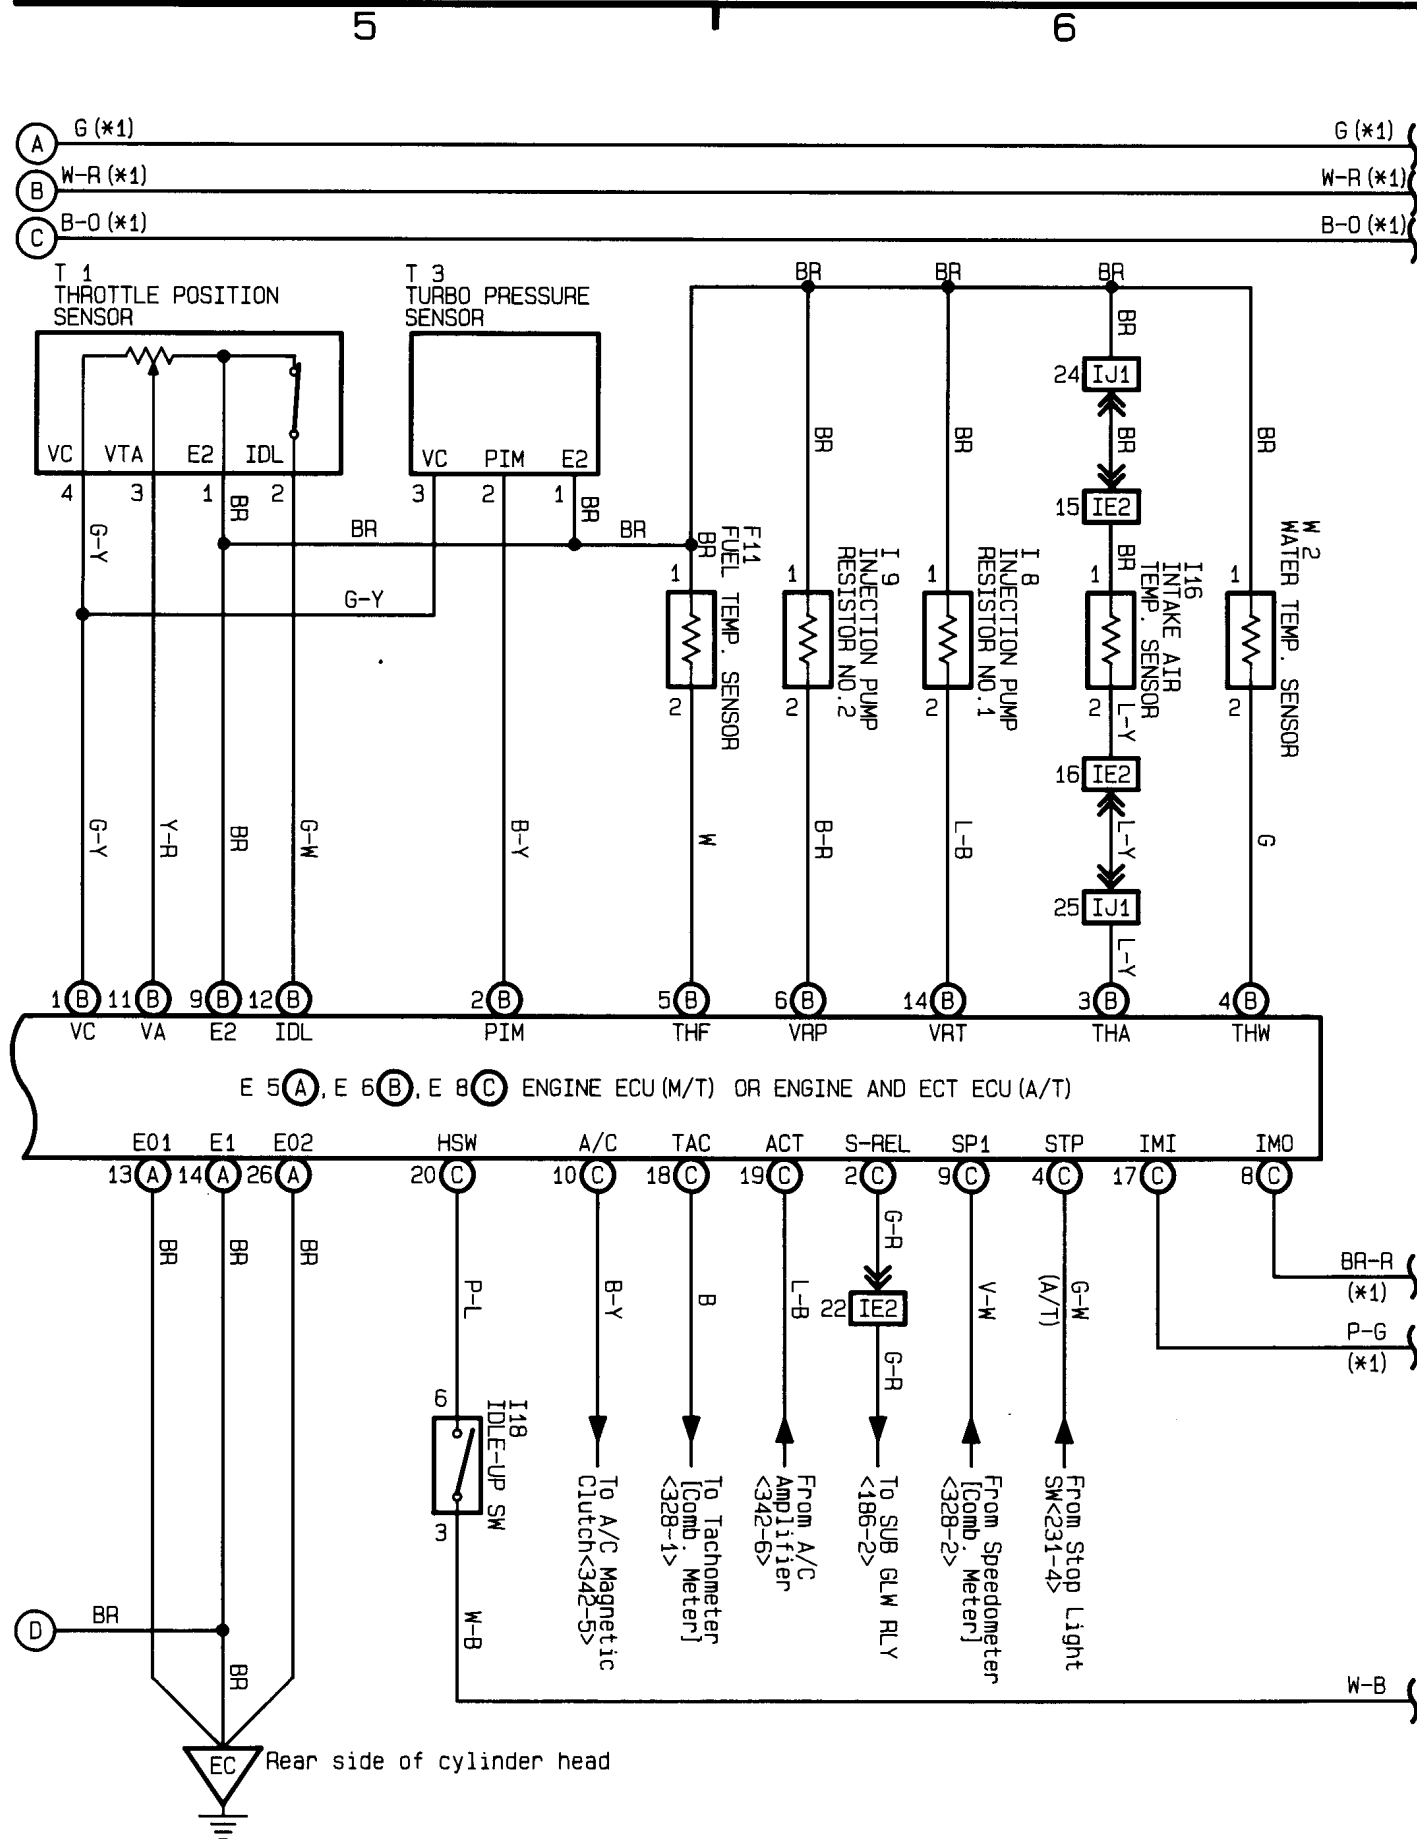 5
6
A
G (*1)
G (*1)
B
W-R (*1)
W-R (*1)
C
B-O (*1)
B-O (*1)
T 1
THROTTLE POSITION
SENSOR
T 3
TURBO PRESSURE
SENSOR
BR
BR
BR
BR
24 IJ1
VC VTA E2 IDL
VC PIM E2
BR
BR
BR
BR
4 3 1 2
3 2 1
15 IE2
BR
BR
BR
BR
BR
BR
G-Y
G-Y
F11
FUEL TEMP. SENSOR
I 9
INJECTION PUMP
RESISTOR NO.2
I 8
INJECTION PUMP
RESISTOR NO.1
I16
INTAKE AIR
TEMP. SENSOR
W 2
WATER TEMP. SENSOR
1 1 1 1 1
2 2 2 2 2
L-Y
16 IE2
G-Y
Y-R
BR
G-W
B-Y
W
B-R
L-B
L-Y
G
25 IJ1
L-Y
1 B 11 B 9 B 12 B 2 B 5 B 6 B 14 B 3 B 4 B
VC VA E2 IDL PIM THF VRP VRT THA THW
E 5 A, E 6 B, E 8 C ENGINE ECU (M/T) OR ENGINE AND ECT ECU (A/T)
E01 E1 E02 HSW A/C TAC ACT S-REL SP1 STP IMI IMO
13 A 14 A 26 A 20 C 10 C 18 C 19 C 2 C 9 C 4 C 17 C 8 C
BR
BR
BR
G-R
BR-R
(*1)
P-L
B-Y
B
L-B
22 IE2
V-W
G-W
(A/T)
P-G
(*1)
G-R
6
I18
IDLE-UP SW
3
To A/C Magnetic
Clutch<342-5>
To Tachometer
[Comb. Meter]
<328-1>
From A/C
Amplifier
<342-6>
To SUB GLW RLY
<186-2>
From Speedometer
[Comb. Meter]
<328-2>
From Stop Light
SW<231-4>
D
BR
W-B
BR
W-B
EC
Rear side of cylinder head